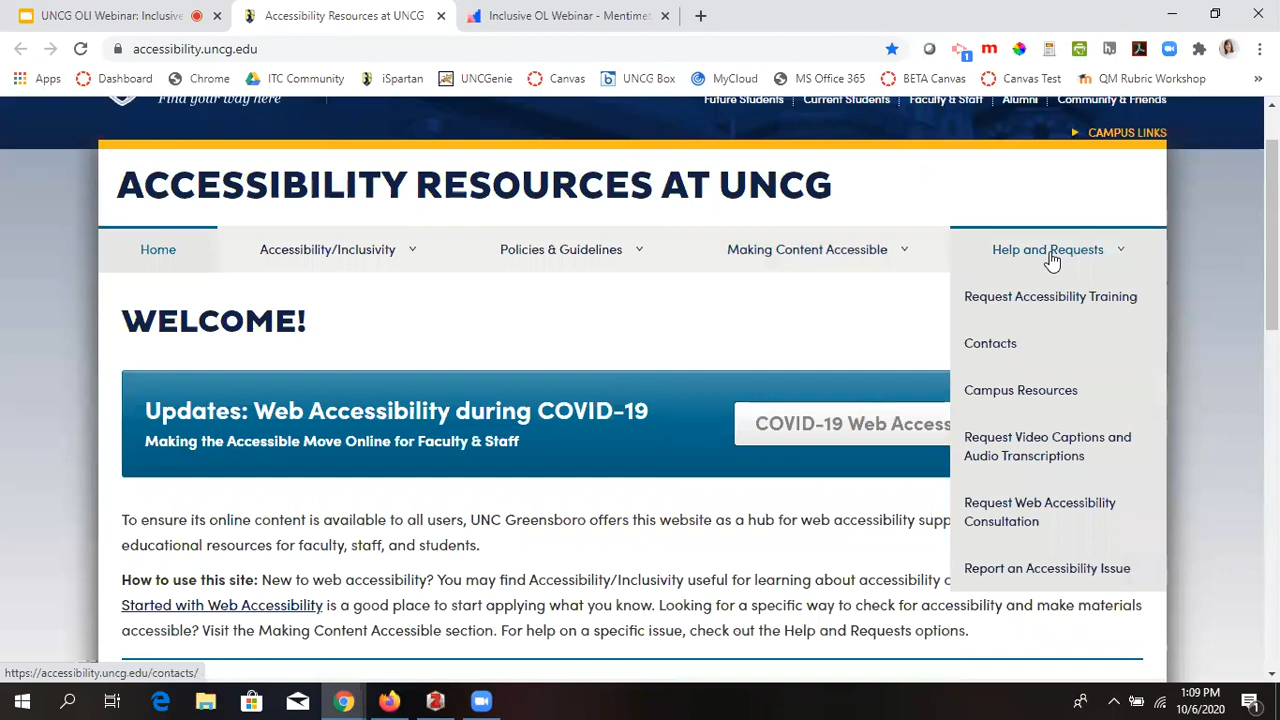 UNCG OLI Webinar: Inclusive
Accessibility Resources at UNCG
Inclusive OL Webinar - Mentimet
accessibility.uncg.edu
Apps
Dashboard
Chrome
ITC Community
iSpartan
UNCGenie
Canvas
UNCG Box
MyCloud
MS Office 365
BETA Canvas
Canvas Test
QM Rubric Workshop
Find your way here
Future Students
Current Students
Faculty & Staff
Alumni
Community & Friends
CAMPUS LINKS
ACCESSIBILITY RESOURCES AT UNCG
Home
Accessibility/Inclusivity
Policies & Guidelines
Making Content Accessible
Help and Requests
Request Accessibility Training
Contacts
Campus Resources
Request Video Captions and
Audio Transcriptions
Request Web Accessibility
Consultation
Report an Accessibility Issue
WELCOME!
Updates: Web Accessibility during COVID-19
Making the Accessible Move Online for Faculty & Staff
COVID-19 Web Access
To ensure its online content is available to all users, UNC Greensboro offers this website as a hub for web accessibility supp
educational resources for faculty, staff, and students.
How to use this site: New to web accessibility? You may find Accessibility/Inclusivity useful for learning about accessibility
Started with Web Accessibility is a good place to start applying what you know. Looking for a specific way to check for accessibility and make materials
accessible? Visit the Making Content Accessible section. For help on a specific issue, check out the Help and Requests options.
https://accessibility.uncg.edu/contacts/
1:09 PM
10/6/2020